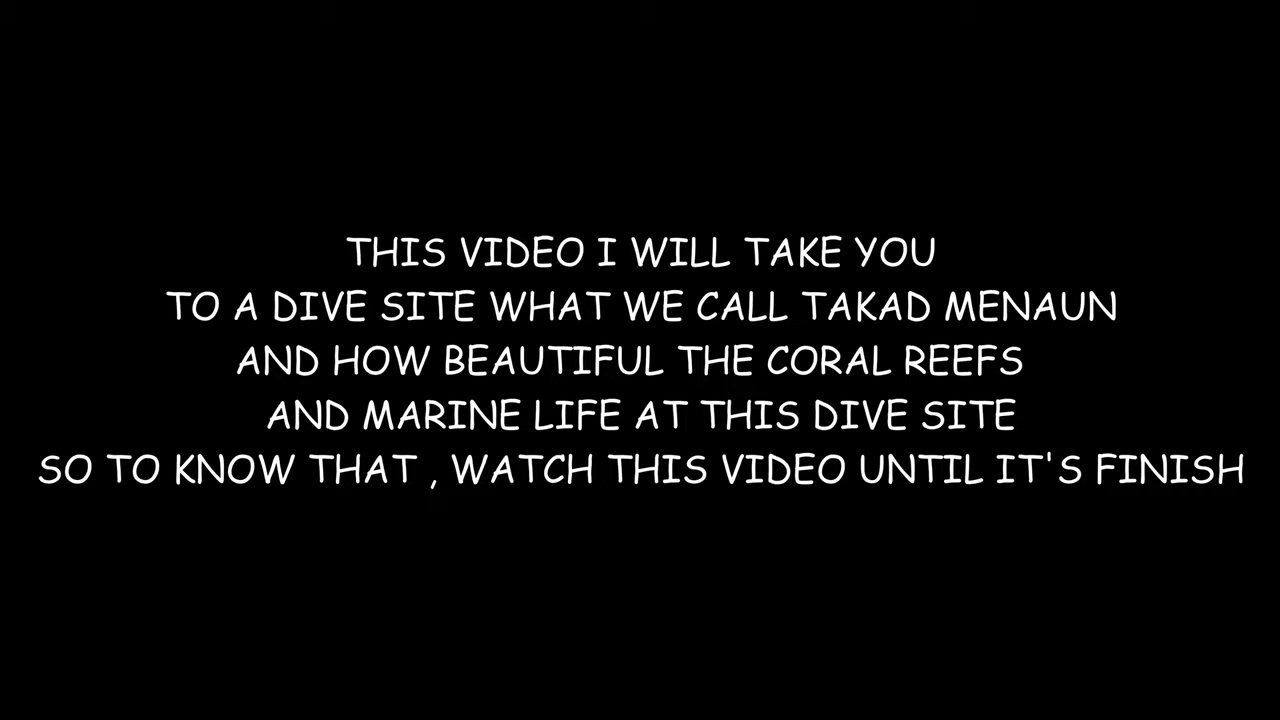 THIS VIDEO I WILL TAKE YOU
TO A DIVE SITE WHAT WE CALL TAKAD MENAUN
AND HOW BEAUTIFUL THE CORAL REEFS
AND MARINE LIFE AT THIS DIVE SITE
SO TO KNOW THAT , WATCH THIS VIDEO UNTIL IT'S FINISH